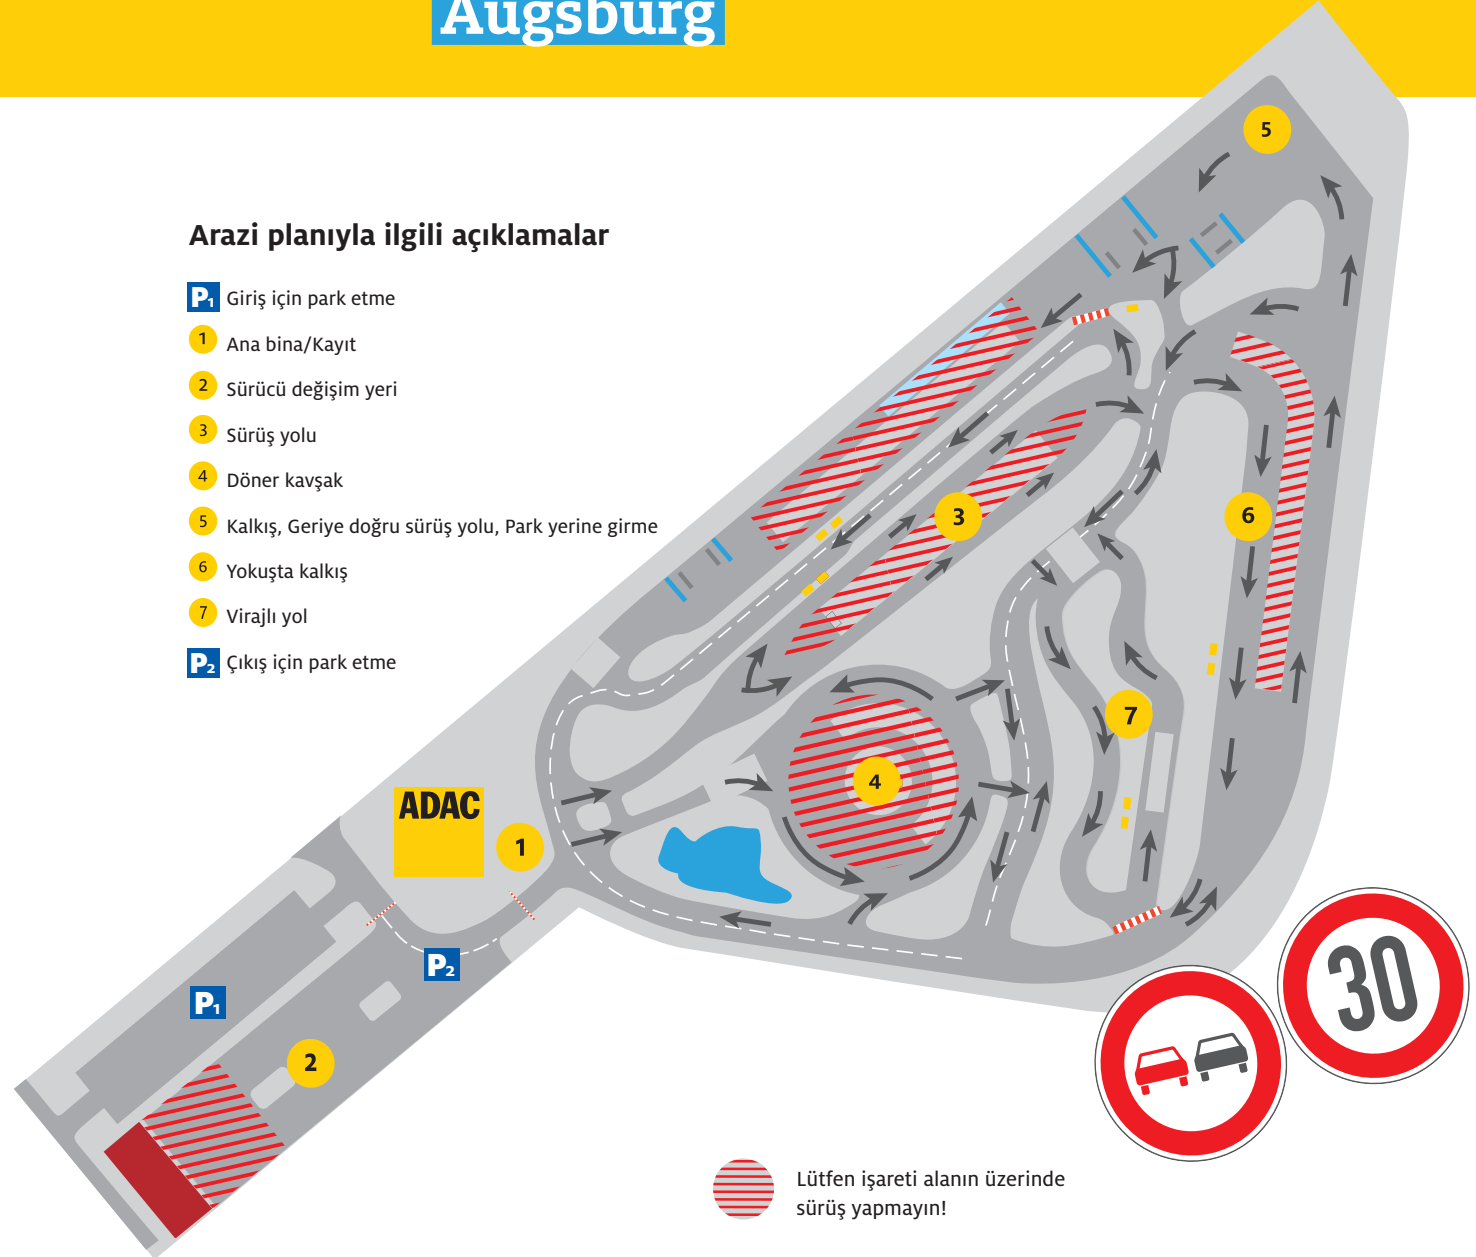 Augsburg
Arazi planıyla ilgili açıklamalar
P1 Giriş için park etme
1 Ana bina/Kayıt
2 Sürücü değişim yeri
3 Sürüş yolu
4 Döner kavşak
5 Kalkış, Geriye doğru sürüş yolu, Park yerine girme
6 Yokuşta kalkış
7 Virajlı yol
P2 Çıkış için park etme
5
3
6
7
4
ADAC
1
P2
P1
2
30
Lütfen işareti alanın üzerinde
sürüş yapmayın!